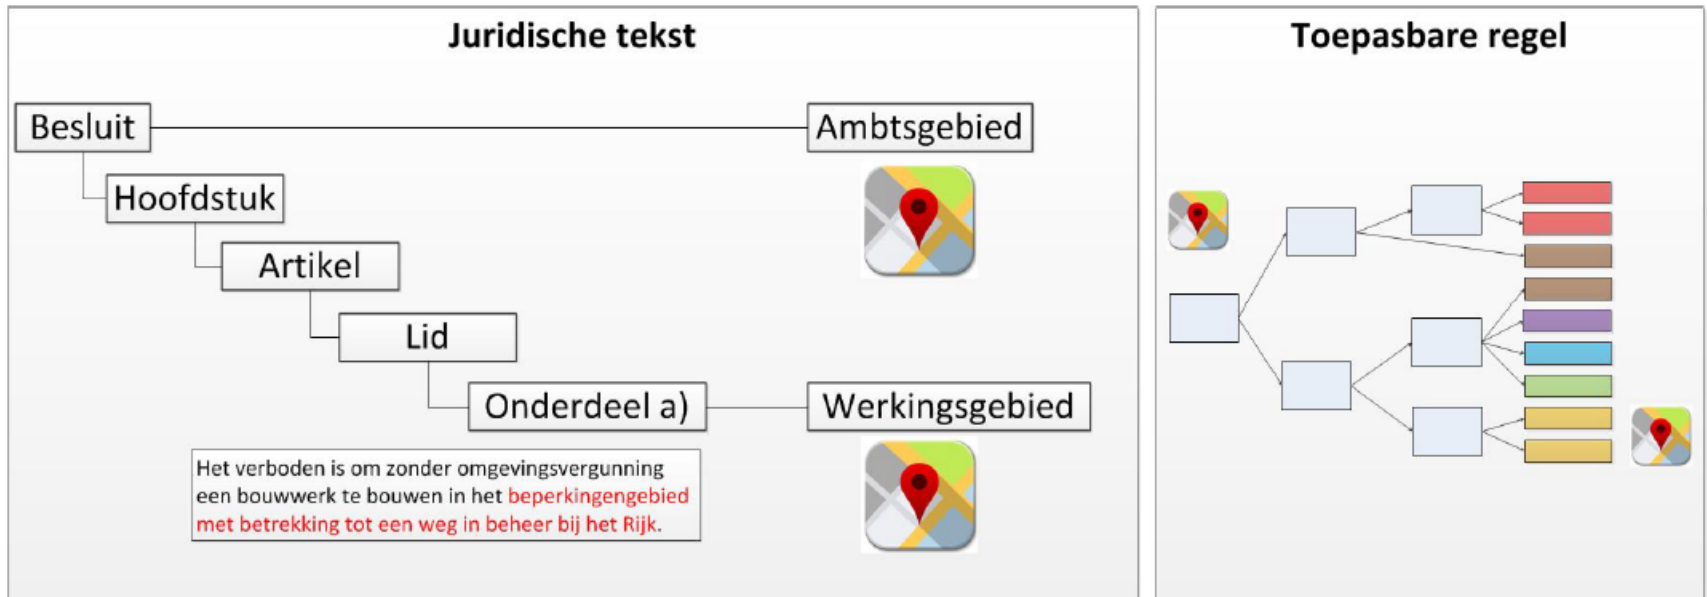 Juridische tekst
Besluit
Ambtsgebied
Hoofdstuk
Artikel
Lid
Onderdeel a)
Werkingsgebied
Het verboden is om zonder omgevingsvergunning
een bouwwerk te bouwen in het beperkingengebied
met betrekking tot een weg in beheer bij het Rijk.
Toepasbare regel